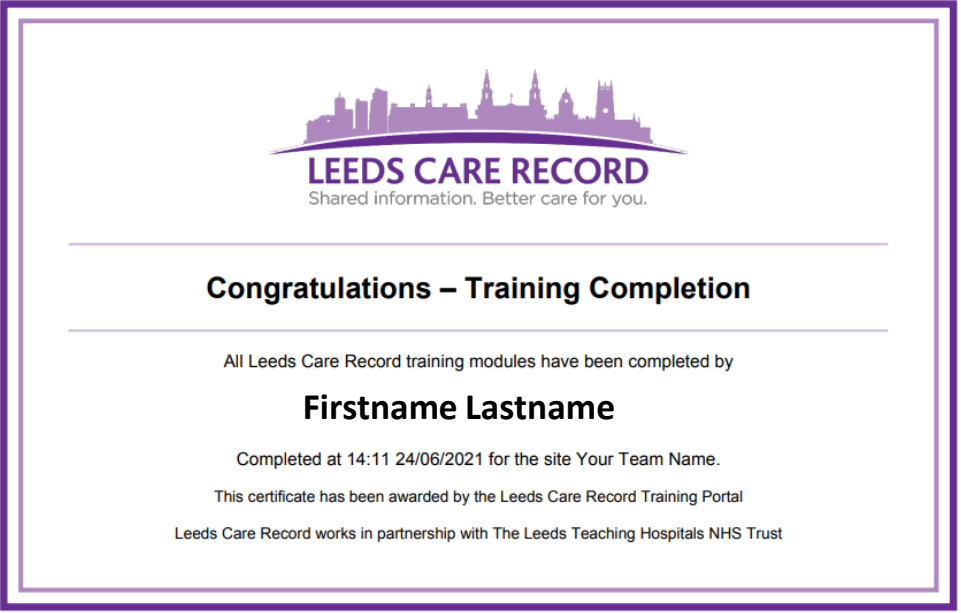 LEEDS CARE RECORD
Shared information. Better care for you.
Congratulations – Training Completion
All Leeds Care Record training modules have been completed by
Firstname Lastname
Completed at 14:11 24/06/2021 for the site Your Team Name.
This certificate has been awarded by the Leeds Care Record Training Portal
Leeds Care Record works in partnership with The Leeds Teaching Hospitals NHS Trust